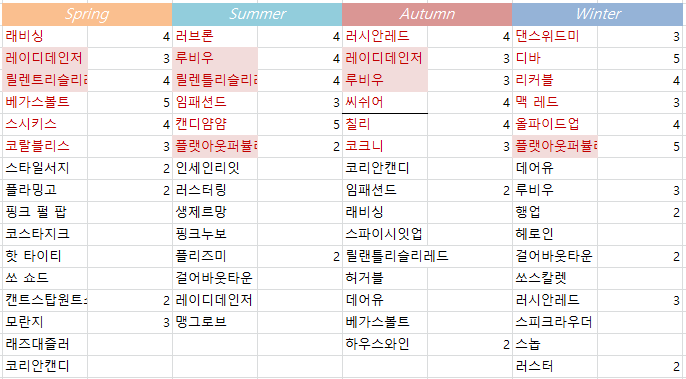 Spring Summer Autumn Winter
래비싱 4 러브론 4 러시안레드 4 댄스위드미 3
레이디데인저 3 루비우 4 레이디데인저 3 디바 5
릴렌트리슬리 4 릴렌틀리슬리 4 루비우 3 리커블 4
베가스볼트 5 임패션드 3 씨쉬어 4 맥 레드 3
스시키스 4 캔디얌얌 5 칠리 4 올파이드업 4
코랄블리스 3 플랫아웃퍼뷸 2 코크니 3 플랫아웃퍼뷸 5
스타일서지 2 인세인리잇 코리안캔디 데어유
플라밍고 2 러스터링 임패션드 2 루비우 3
핑크 펄 팝 생제르망 래비싱 행업 2
코스타지크 핑크누보 스파이시잇업 헤로인
핫 타이티 플리즈미 2 릴랜틀리슬리레드 걸어바웃타운 2
쏘 쇼드 걸어바웃타운 허거블 쏘스칼렛
캔트스탑원트 2 레이디데인저 데어유 러시안레드 3
모란지 3 맹그로브 베가스볼트 스피크라우더
래즈대즐러 하우스와인 2 스놉
코리안캔디 러스터 2